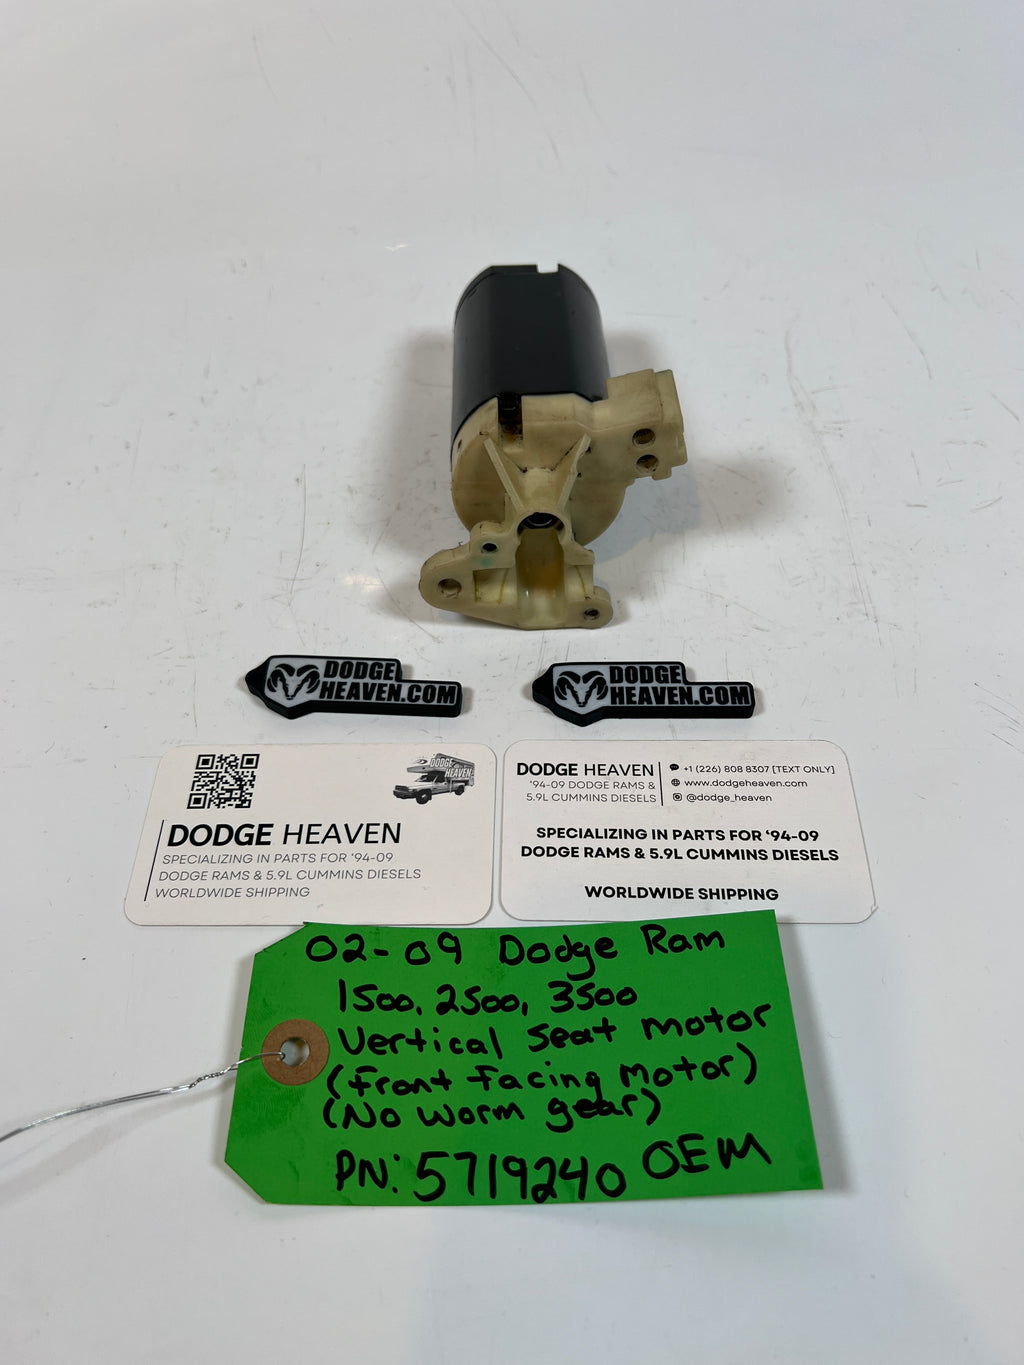 DODGE
HEAVEN.COM
DODGE
HEAVEN.COM
DODGE
HEAVEN
DODGE HEAVEN
SPECIALIZING IN PARTS FOR ‘94-09
DODGE RAMS & 5.9L CUMMINS DIESELS
WORLDWIDE SHIPPING
DODGE HEAVEN
‘94-09 DODGE RAMS &
5.9L CUMMINS DIESELS
+1 (226) 808 8307 [TEXT ONLY]
www.dodgeheaven.com
@dodge_heaven
SPECIALIZING IN PARTS FOR ‘94-09
DODGE RAMS & 5.9L CUMMINS DIESELS
WORLDWIDE SHIPPING
02-09 Dodge Ram
1500, 2500, 3500
Vertical Seat Motor
(Front Facing Motor)
(No Worm gear)
PN: 5719240 OEM